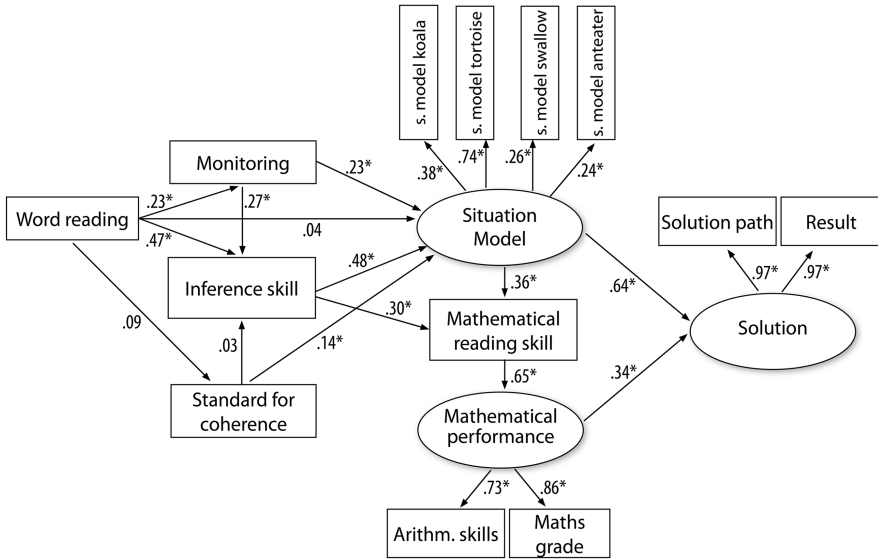 s. model koala
s. model tortoise
s. model swallow
s. model anteater
.38*
.74*
.26*
.24*
Monitoring
.23*
Word reading
.23*
.27*
.04
.47*
Situation
Model
Solution path
Result
Inference skill
.48*
.36*
.64*
.97*
.97*
.30*
Mathematical
reading skill
Solution
.09
.03
.14*
.65*
.34*
Standard for
coherence
Mathematical
performance
.73*
.86*
Arithm. skills
Maths
grade